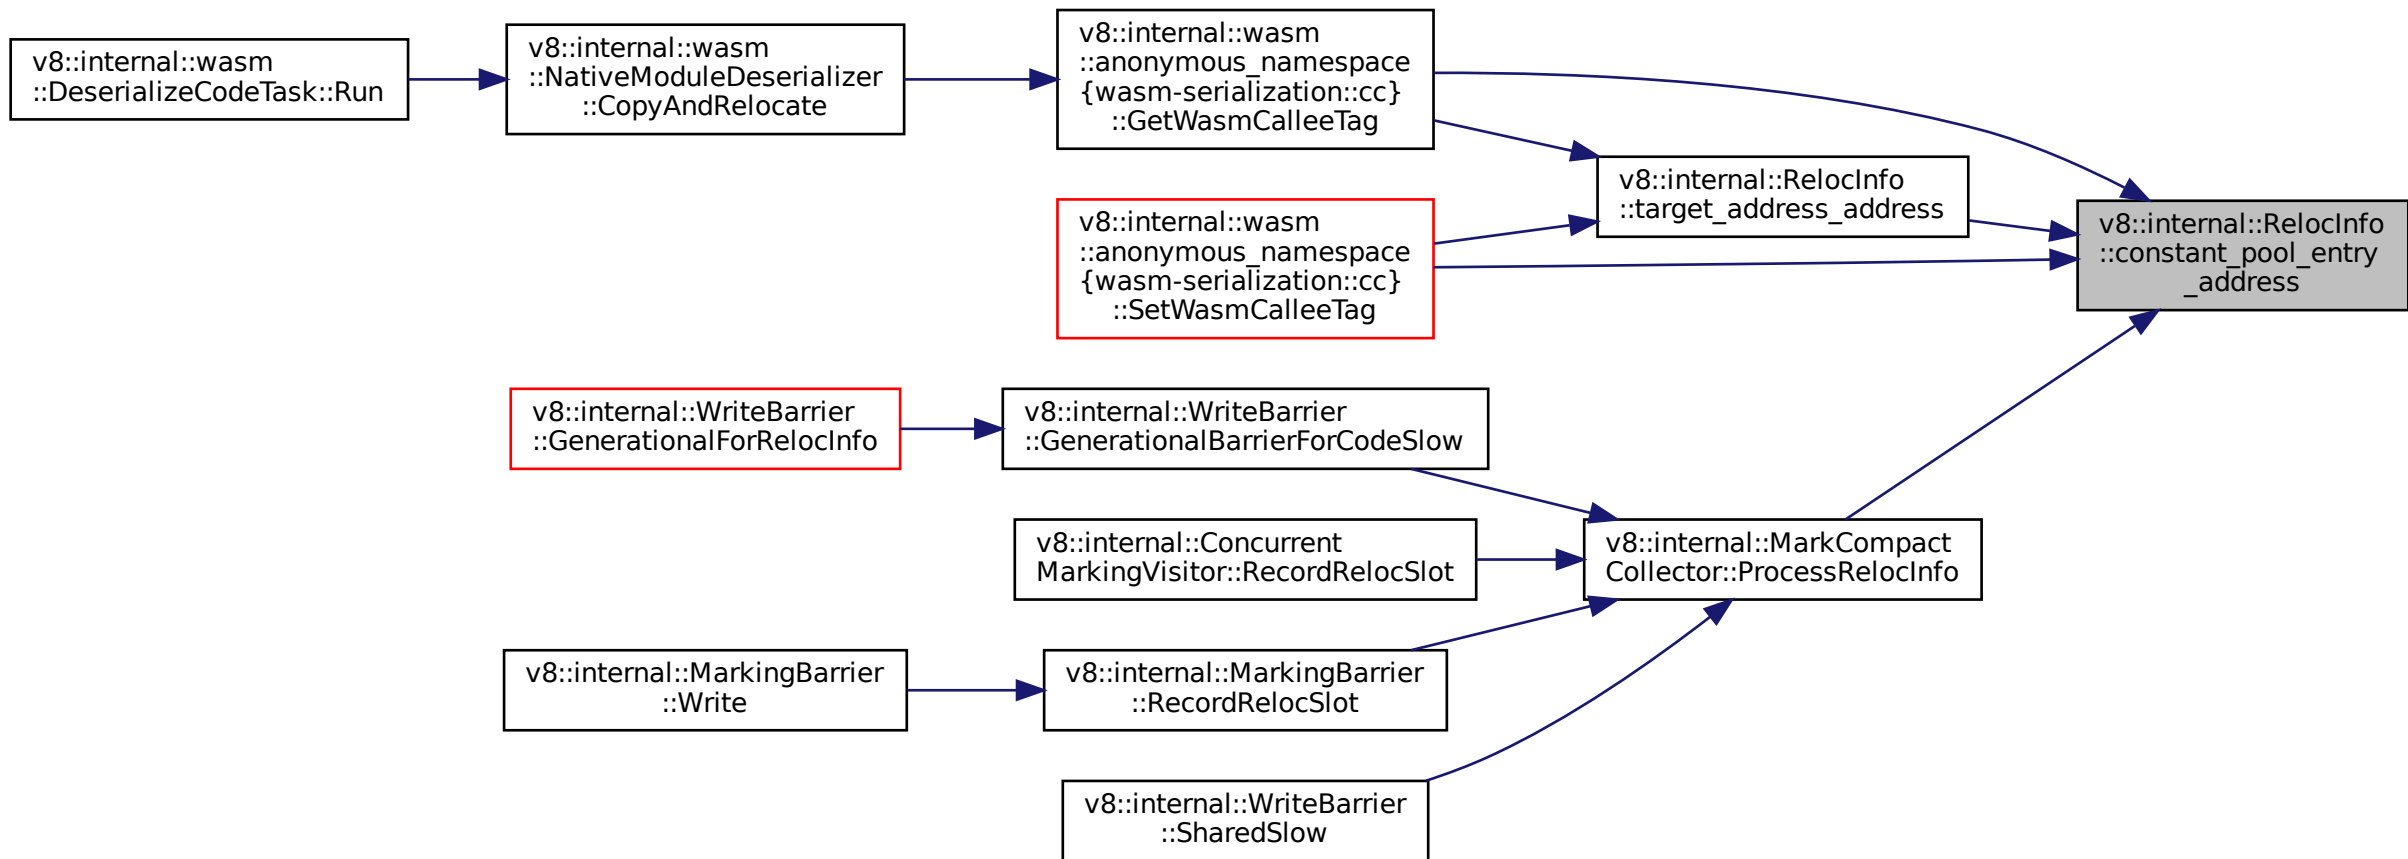 v8::internal::wasm
::DeserializeCodeTask::Run
v8::internal::wasm
::NativeModuleDeserializer
::CopyAndRelocate
v8::internal::wasm
::anonymous_namespace
{wasm-serialization::cc}
::GetWasmCalleeTag
v8::internal::RelocInfo
::target_address_address
v8::internal::RelocInfo
::constant_pool_entry
_address
v8::internal::wasm
::anonymous_namespace
{wasm-serialization::cc}
::SetWasmCalleeTag
v8::internal::WriteBarrier
::GenerationalForRelocInfo
v8::internal::WriteBarrier
::GenerationalBarrierForCodeSlow
v8::internal::Concurrent
MarkingVisitor::RecordRelocSlot
v8::internal::MarkCompact
Collector::ProcessRelocInfo
v8::internal::MarkingBarrier
::Write
v8::internal::MarkingBarrier
::RecordRelocSlot
v8::internal::WriteBarrier
::SharedSlow